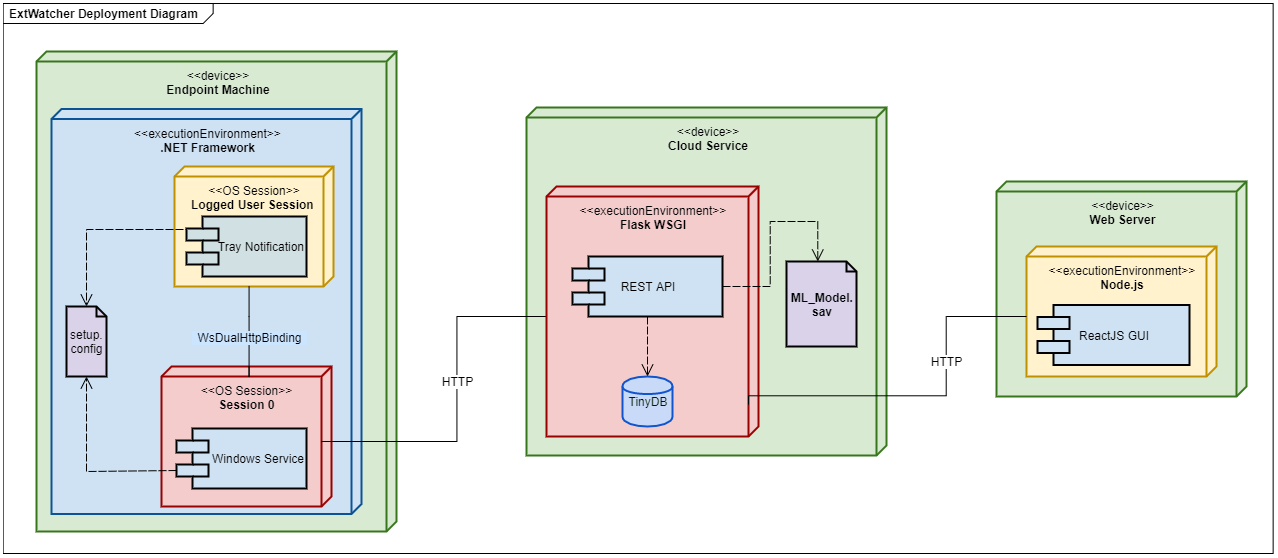 ExtWatcher Deployment Diagram
<<device>>
Endpoint Machine
<<executionEnvironment>>
.NET Framework
<<OS Session>>
Logged User Session
Tray Notification
setup.
config
WsDualHttpBinding
<<OS Session>>
Session 0
Windows Service
HTTP
<<device>>
Cloud Service
<<executionEnvironment>>
Flask WSGI
REST API
ML_Model.
sav
TinyDB
HTTP
<<device>>
Web Server
<<executionEnvironment>>
Node.js
ReactJS GUI